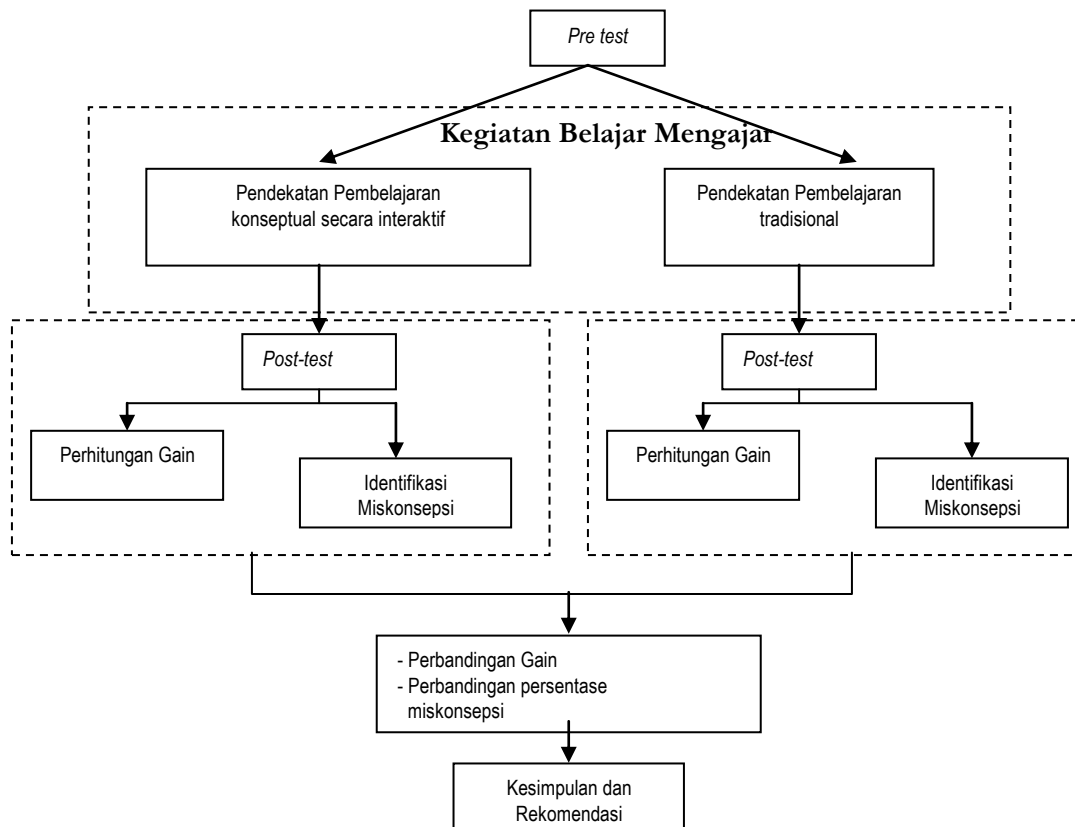 Pre test
Kegiatan Belajar Mengajar
Pendekatan Pembelajaran
konseptual secara interaktif
Pendekatan Pembelajaran
tradisional
Post-test
Post-test
Perhitungan Gain
Identifikasi
Miskonsepsi
Perhitungan Gain
Identifikasi
Miskonsepsi
- Perbandingan Gain
- Perbandingan persentase
miskonsepsi
Kesimpulan dan
Rekomendasi